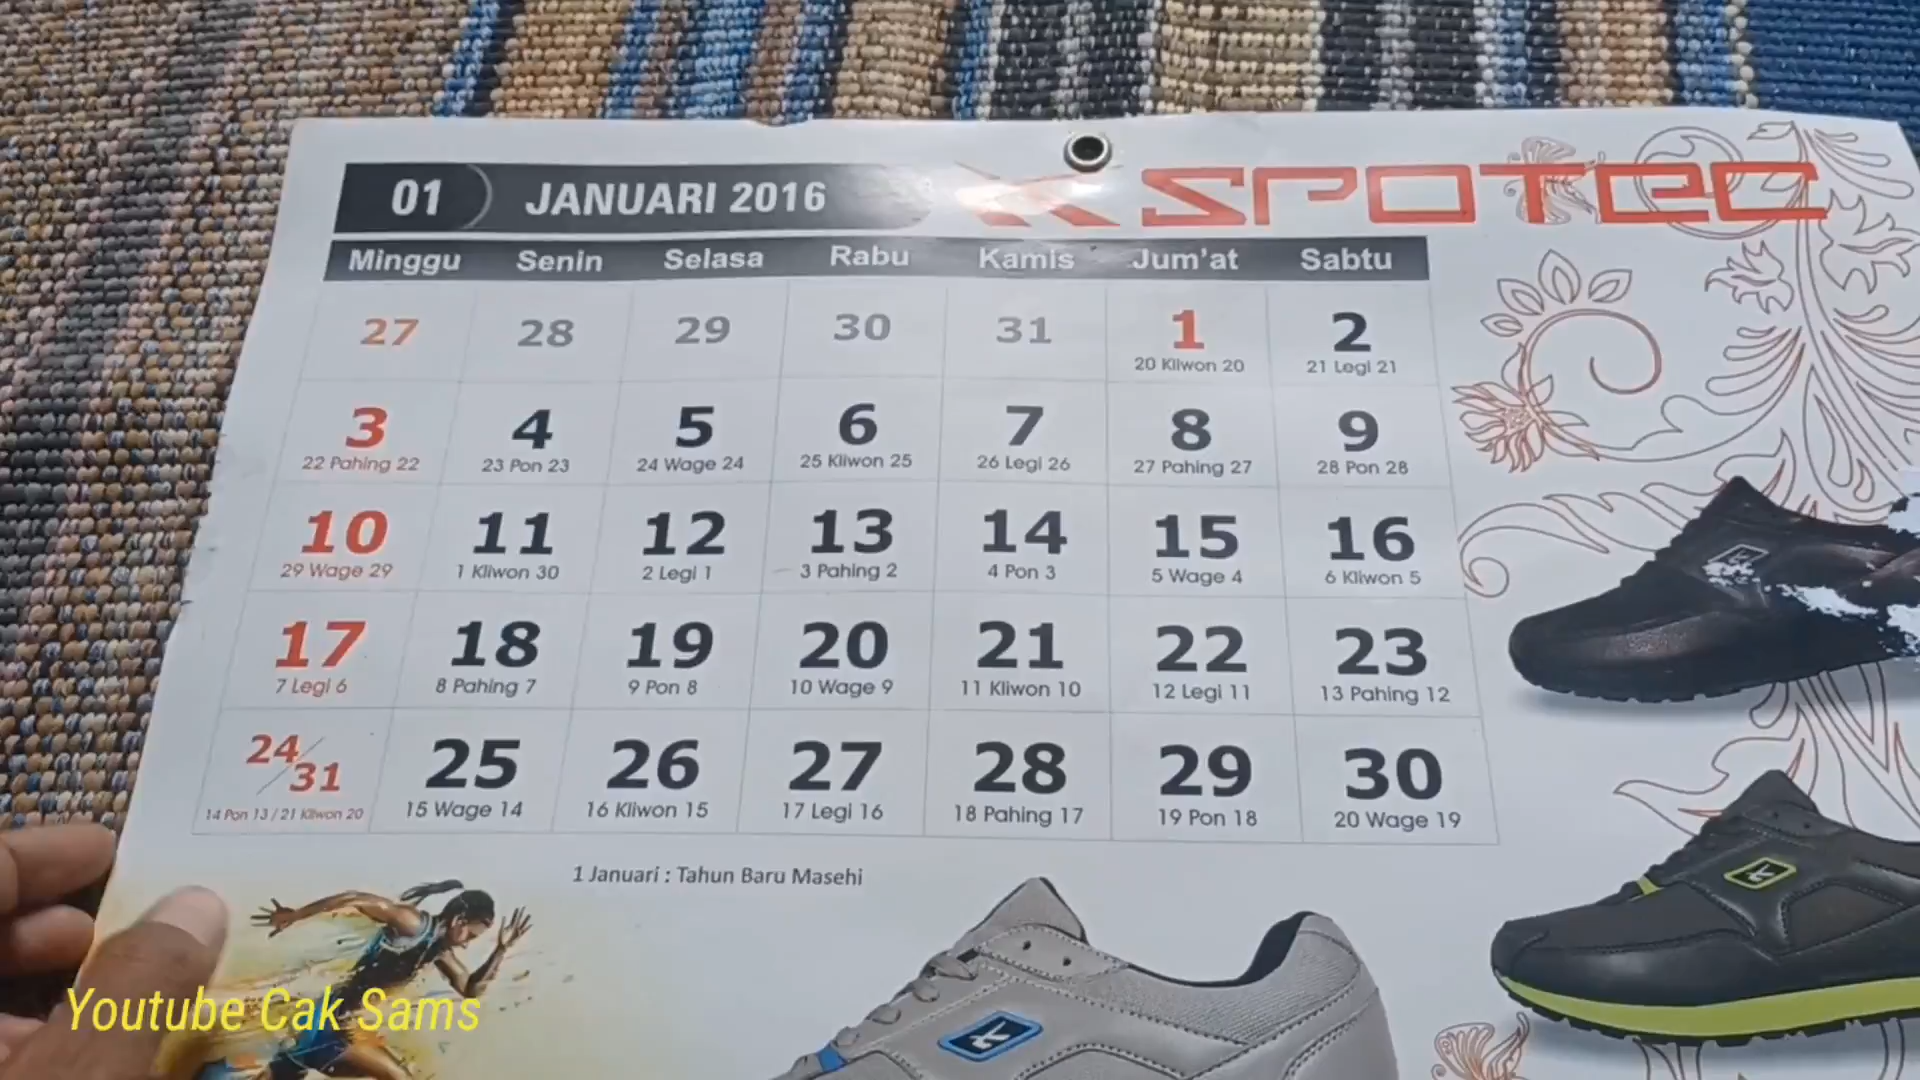 01 JANUARI 2016
SPOTEC
Minggu Senin Selasa Rabu Kamis Jum'at Sabtu
27 28 29 30 31 1 2
20 Kliwon 20 21 Legi 21
3 4 5 6 7 8 9
22 Pahing 22 23 Pon 23 24 Wage 24 25 Kliwon 25 26 Legi 26 27 Pahing 27 28 Pon 28
10 11 12 13 14 15 16
29 Wage 29 1 Kliwon 30 2 Legi 1 3 Pahing 2 4 Pon 3 5 Wage 4 6 Kliwon 5
17 18 19 20 21 22 23
7 Legi 6 8 Pahing 7 9 Pon 8 10 Wage 9 11 Kliwon 10 12 Legi 11 13 Pahing 12
24/31 25 26 27 28 29 30
14 Pon 13 / 21 Kliwon 20 15 Wage 14 16 Kliwon 15 17 Legi 16 18 Pahing 17 19 Pon 18 20 Wage 19
1 Januari : Tahun Baru Masehi
Youtube Cak Sams